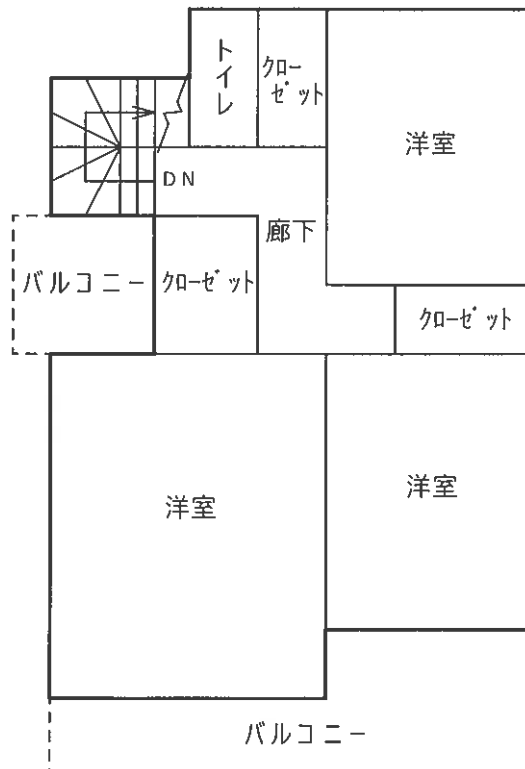 トイレ
クロー
ゼット
洋室
DN
廊下
バルコニー
クローゼット
クローゼット
洋室
洋室
バルコニー